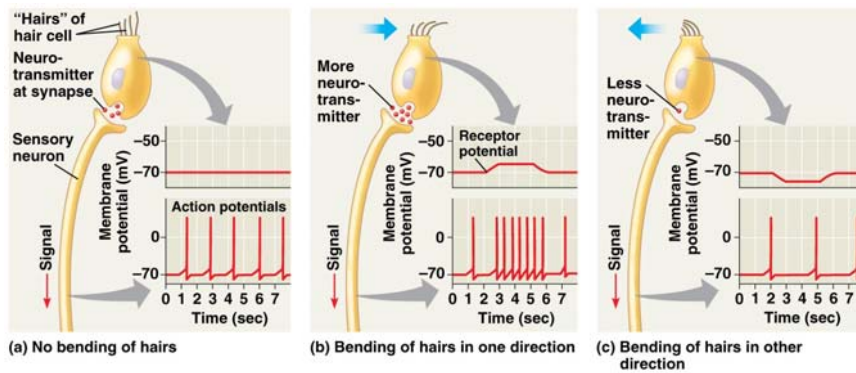 “Hairs” of
hair cell
Neuro-
transmitter
at synapse
Sensory
neuron
Signal
Membrane
potential (mV)
–50
–70
Action potentials
Membrane
potential (mV)
0
–70
0 1 2 3 4 5 6 7
Time (sec)
(a) No bending of hairs
More
neuro-
trans-
mitter
Receptor
potential
Signal
Membrane
potential (mV)
–50
–70
Membrane
potential (mV)
0
–70
0 1 2 3 4 5 6 7
Time (sec)
(b) Bending of hairs in one direction
Less
neuro-
trans-
mitter
Signal
Membrane
potential (mV)
–50
–70
Membrane
potential (mV)
0
–70
0 1 2 3 4 5 6 7
Time (sec)
(c) Bending of hairs in other
direction